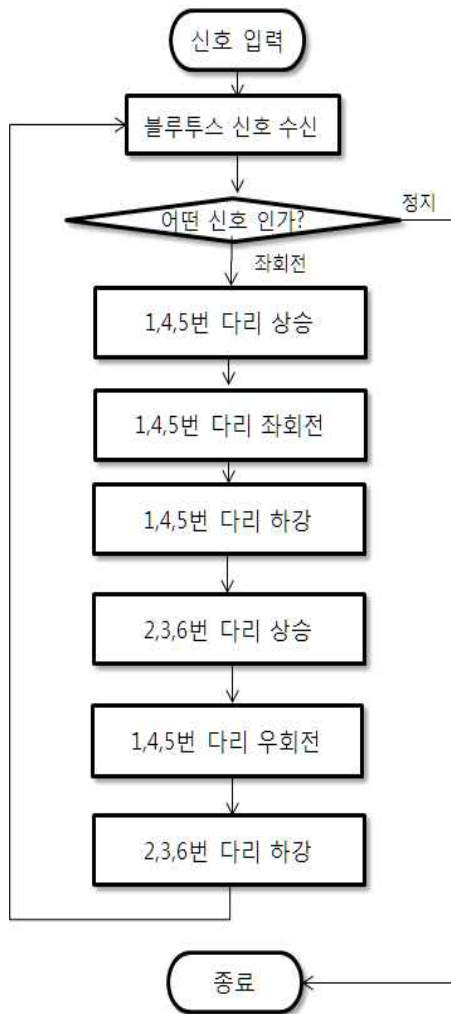 신호 입력
블루투스 신호 수신
어떤 신호 인가?
정지
좌회전
1,4,5번 다리 상승
1,4,5번 다리 좌회전
1,4,5번 다리 하강
2,3,6번 다리 상승
1,4,5번 다리 우회전
2,3,6번 다리 하강
종료